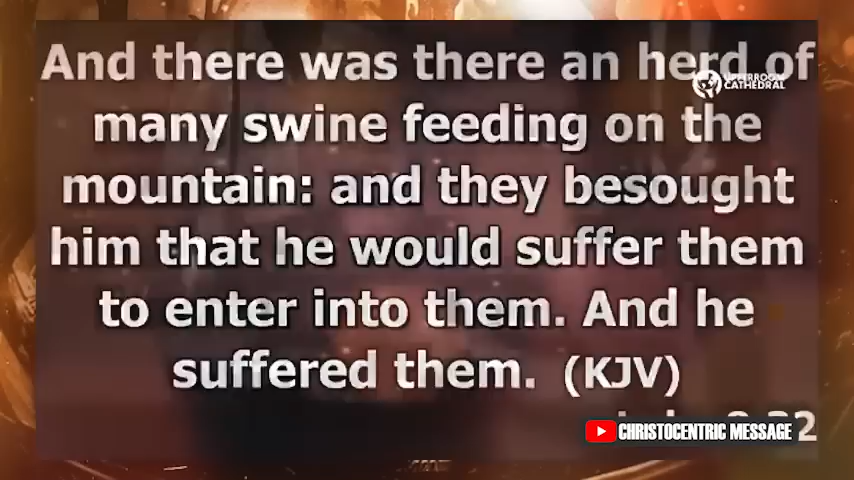 And there was there an herd of
many swine feeding on the
mountain: and they besought
him that he would suffer them
to enter into them. And he
suffered them. (KJV)
CATHEDRAL
CHRISTOCENTRIC MESSAGE